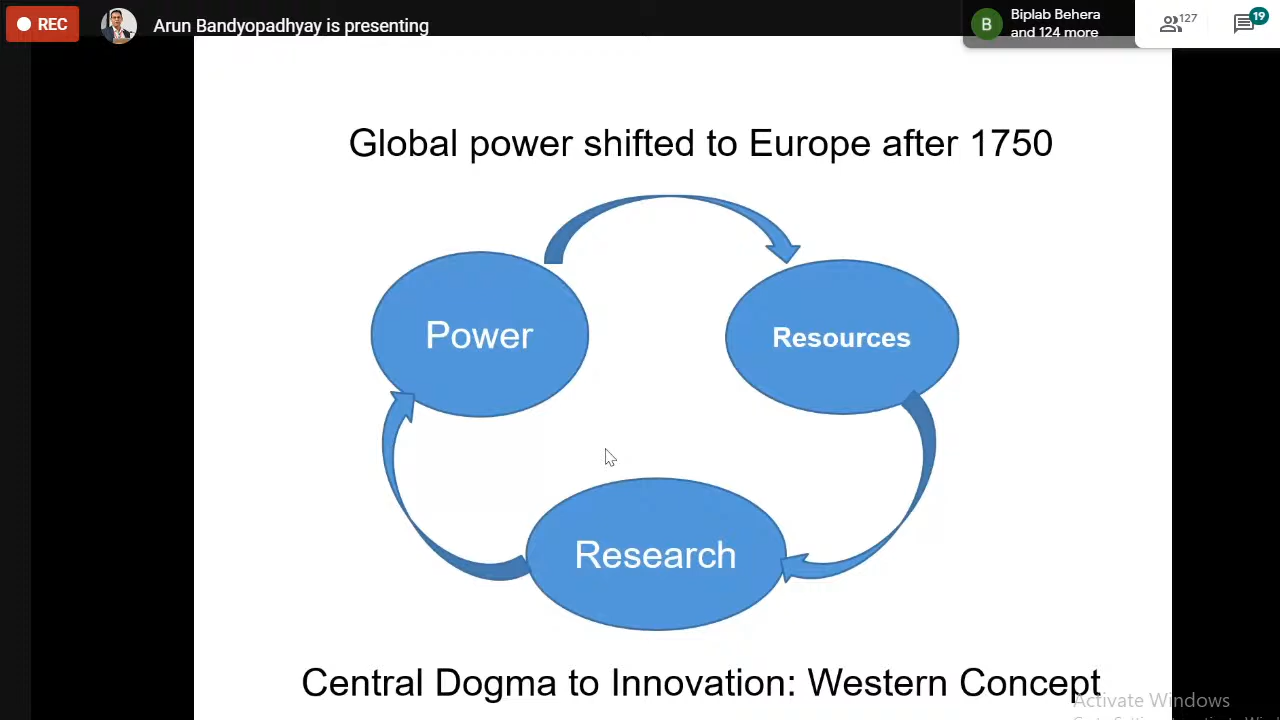 REC
Arun Bandyopadhyay is presenting
B
Biplab Behera
and 124 more
127
19
Global power shifted to Europe after 1750
Power
Resources
Research
Central Dogma to Innovation: Western Concept
Activate Windows